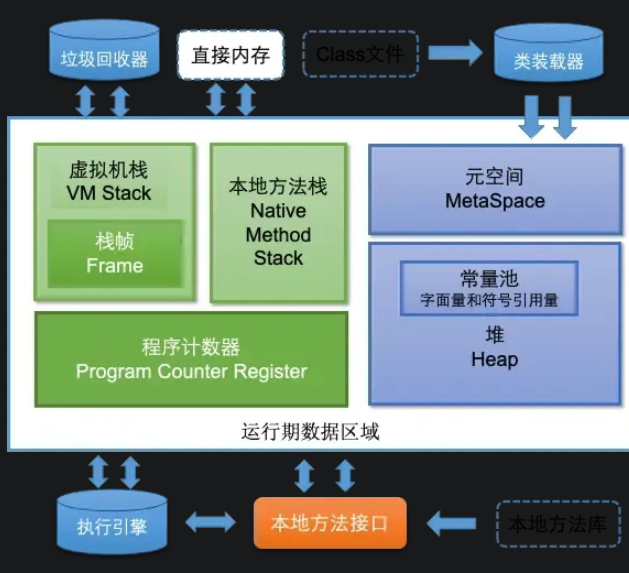 垃圾回收器
直接内存
Class文件
类装载器
虚拟机栈
VM Stack
栈帧
Frame
本地方法栈
Native
Method
Stack
元空间
MetaSpace
常量池
字面量和符号引用量
堆
Heap
程序计数器
Program Counter Register
运行期数据区域
执行引擎
本地方法接口
本地方法库